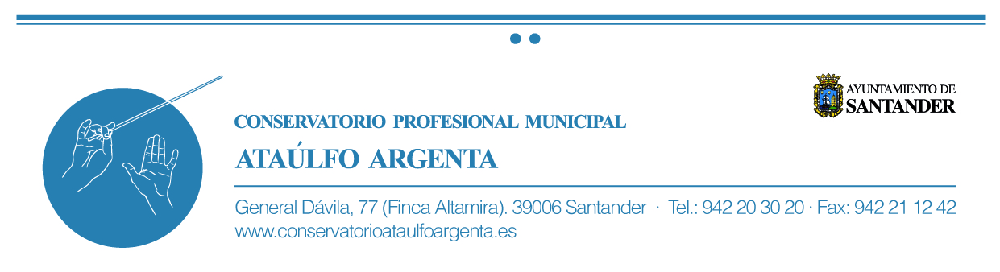 AYUNTAMIENTO DE
SANTANDER
CONSERVATORIO PROFESIONAL MUNICIPAL
ATAÚLFO ARGENTA
General Dávila, 77 (Finca Altamira). 39006 Santander · Tel.: 942 20 30 20 · Fax: 942 21 12 42
www.conservatorioataulfoargenta.es